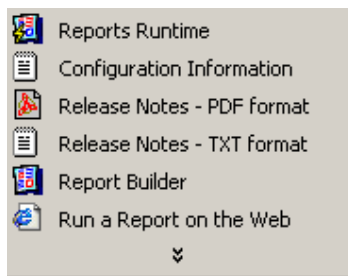 Reports Runtime
Configuration Information
Release Notes - PDF format
Release Notes - TXT format
Report Builder
Run a Report on the Web